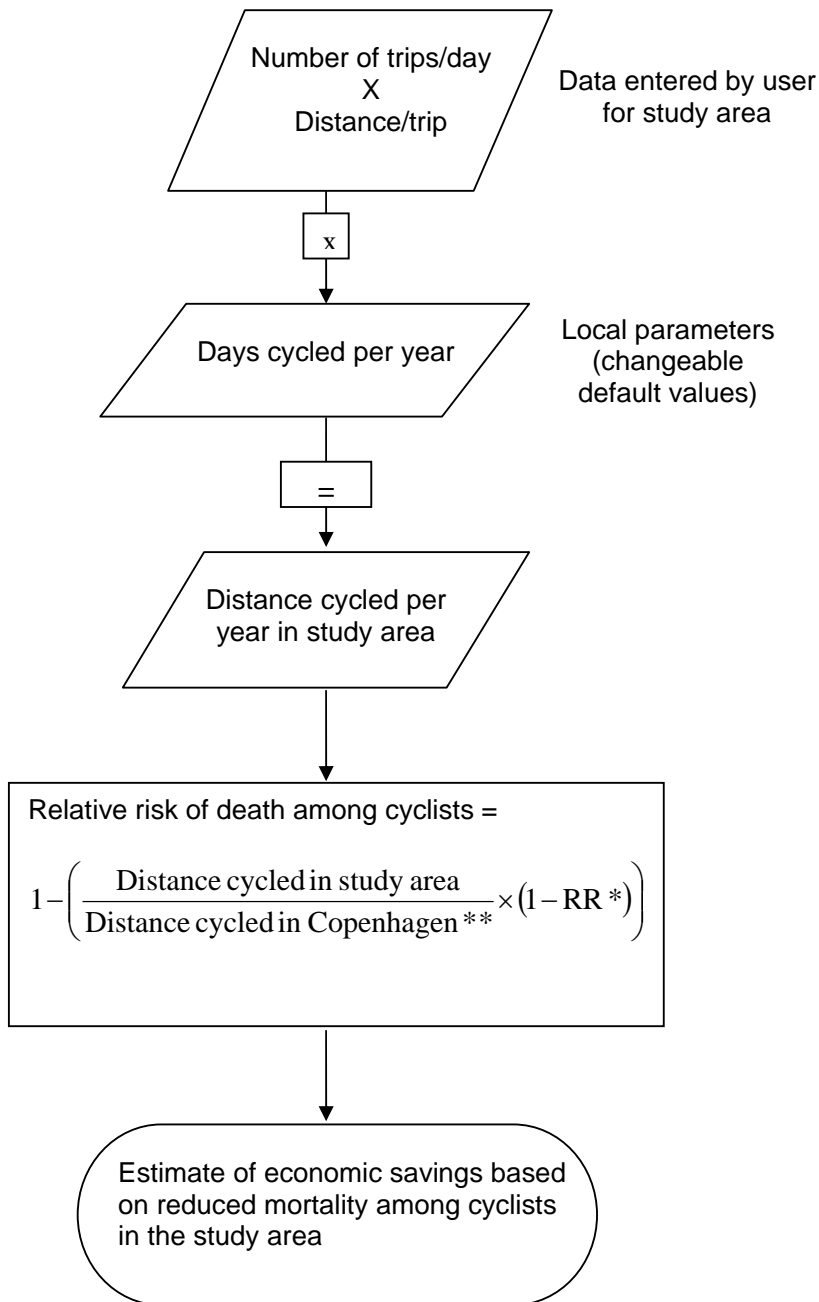 Number of trips/day
X
Distance/trip
Data entered by user
for study area
x
Days cycled per year
Local parameters
(changeable
default values)
=
Distance cycled per
year in study area
Relative risk of death among cyclists =
1−(Distance cycled in study area / Distance cycled in Copenhagen ** × (1− RR *))
Estimate of economic savings based
on reduced mortality among cyclists
in the study area